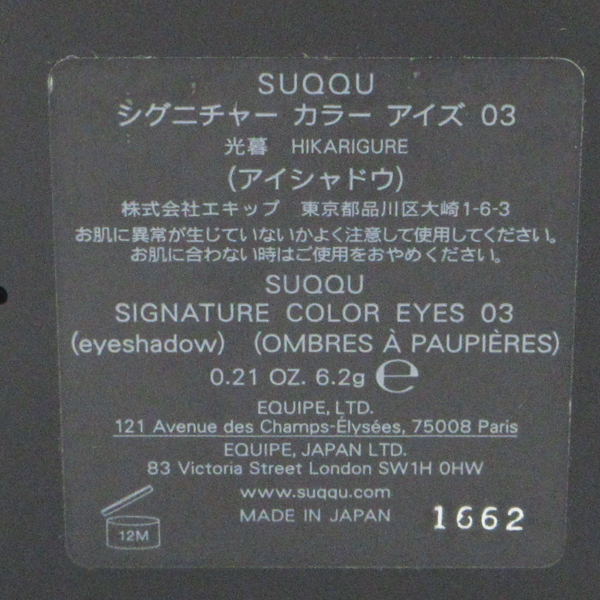 SUQQU
シグニチャー カラー アイズ 03
光暮 HIKARIGURE
(アイシャドウ)
株式会社エキップ 東京都品川区大崎1-6-3
お肌に異常が生じていないかよく注意して使用してください。
お肌に合わない時はご使用をおやめください。
SUQQU
SIGNATURE COLOR EYES 03
(eyeshadow) (OMBRES À PAUPIÈRES)
0.21 OZ. 6.2g ℮
EQUIPE, LTD.
121 Avenue des Champs-Élysées, 75008 Paris
EQUIPE, JAPAN LTD.
83 Victoria Street London SW1H 0HW
www.suqqu.com
MADE IN JAPAN 1662
12M